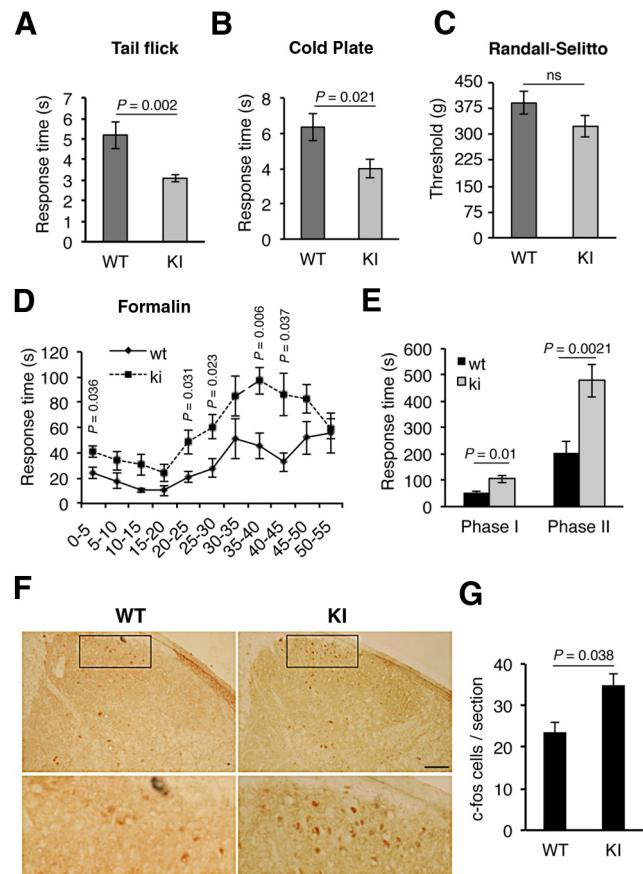 A
Tail flick
Response time (s)
7
6
5
4
3
2
1
0
P = 0.002
WT KI
B
Cold Plate
Response time (s)
8
6
4
2
0
P = 0.021
WT KI
C
Randall-Selitto
Threshold (g)
450
375
300
225
150
75
0
ns
WT KI
D
Formalin
Response time (s)
120
100
80
60
40
20
0
wt
ki
P = 0.036
P = 0.031
P = 0.023
P = 0.006
P = 0.037
0-5
5-10
10-15
15-20
20-25
25-30
30-35
35-40
40-45
45-50
50-55
E
Response time (s)
600
500
400
300
200
100
0
wt
ki
P = 0.01
P = 0.0021
Phase I Phase II
F
WT KI
G
c-fos cells / section
40
30
20
10
0
P = 0.038
WT KI